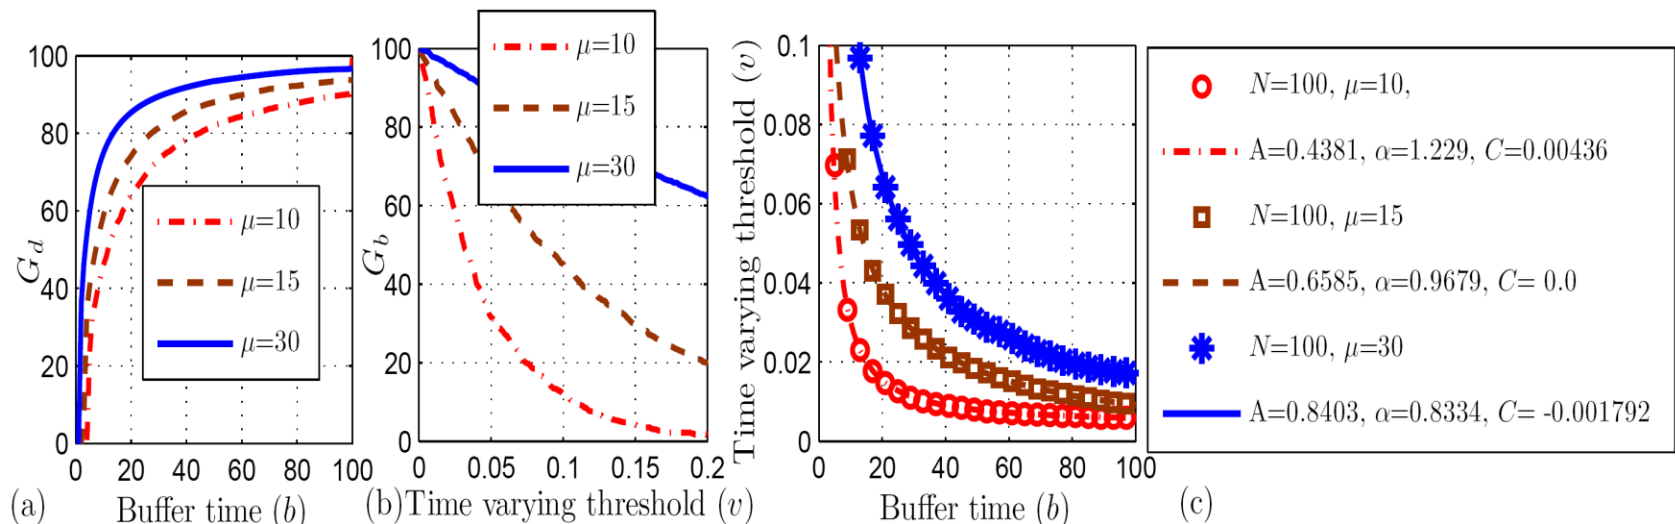 100
80
60
40
20
0
G_d
0 20 40 60 80 100
Buffer time (b)
(a)
μ=10
μ=15
μ=30
100
80
60
40
20
0
G_b
0 0.05 0.1 0.15 0.2
Time varying threshold (v)
(b)
μ=10
μ=15
μ=30
0.1
0.08
0.06
0.04
0.02
0
Time varying threshold (v)
0 20 40 60 80 100
Buffer time (b)
(c)
N=100, μ=10,
A=0.4381, α=1.229, C=0.00436
N=100, μ=15
A=0.6585, α=0.9679, C= 0.0
N=100, μ=30
A=0.8403, α=0.8334, C= -0.001792